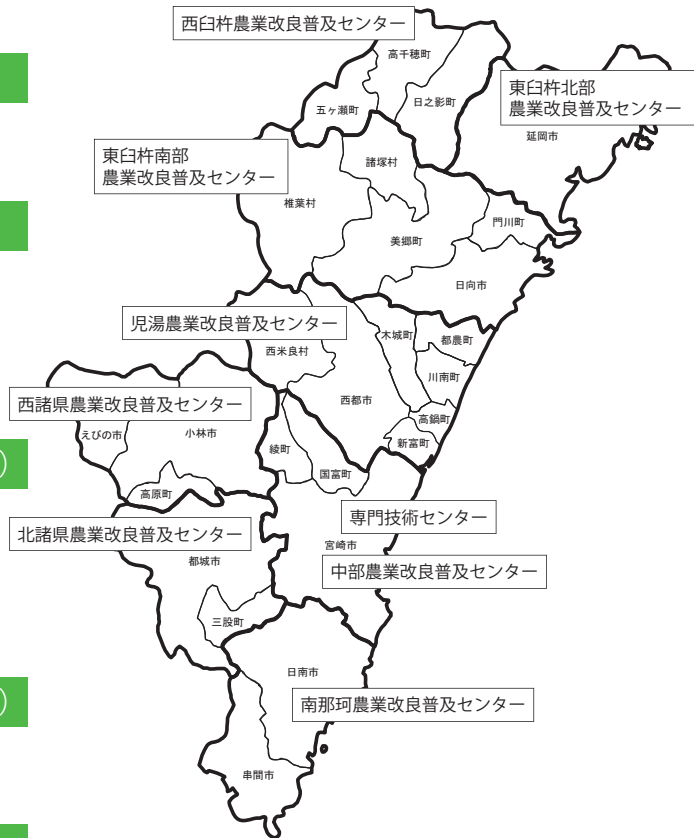 西臼杵農業改良普及センター
高千穂町
東臼杵北部
農業改良普及センター
日之影町
五ヶ瀬町
延岡市
東臼杵南部
農業改良普及センター
諸塚村
椎葉村
門川町
美郷町
日向市
児湯農業改良普及センター
木城町
都農町
西米良村
川南町
西都市
西諸県農業改良普及センター
高鍋町
えびの市
小林市
新富町
綾町
国富町
)
高原町
専門技術センター
北諸県農業改良普及センター
宮崎市
都城市
中部農業改良普及センター
三股町
日南市
)
南那珂農業改良普及センター
串間市